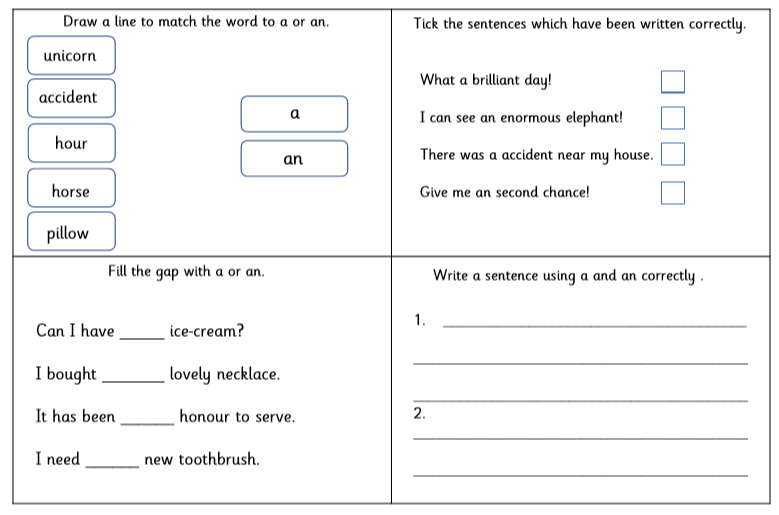 Draw a line to match the word to a or an.
unicorn
accident
hour
horse
pillow
a
an
Tick the sentences which have been written correctly.
What a brilliant day!
I can see an enormous elephant!
There was a accident near my house.
Give me an second chance!
Fill the gap with a or an.
Can I have _____ ice-cream?
I bought _______ lovely necklace.
It has been ______ honour to serve.
I need ______ new toothbrush.
Write a sentence using a and an correctly .
1. ___________________________________
2.